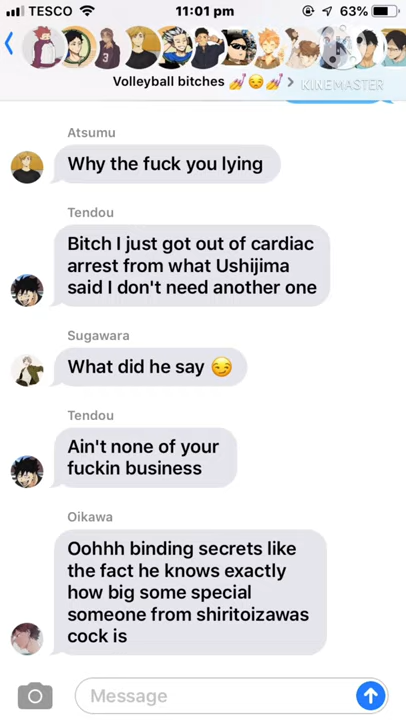 TESCO 11:01 pm 63%
Volleyball bitches 💅😏💅 >
KINEMASTER
Atsumu
Why the fuck you lying
Tendou
Bitch I just got out of cardiac
arrest from what Ushijima
said I don't need another one
Sugawara
What did he say 😏
Tendou
Ain't none of your
fuckin business
Oikawa
Oohhh binding secrets like
the fact he knows exactly
how big some special
someone from shiritoizawas
cock is
Message